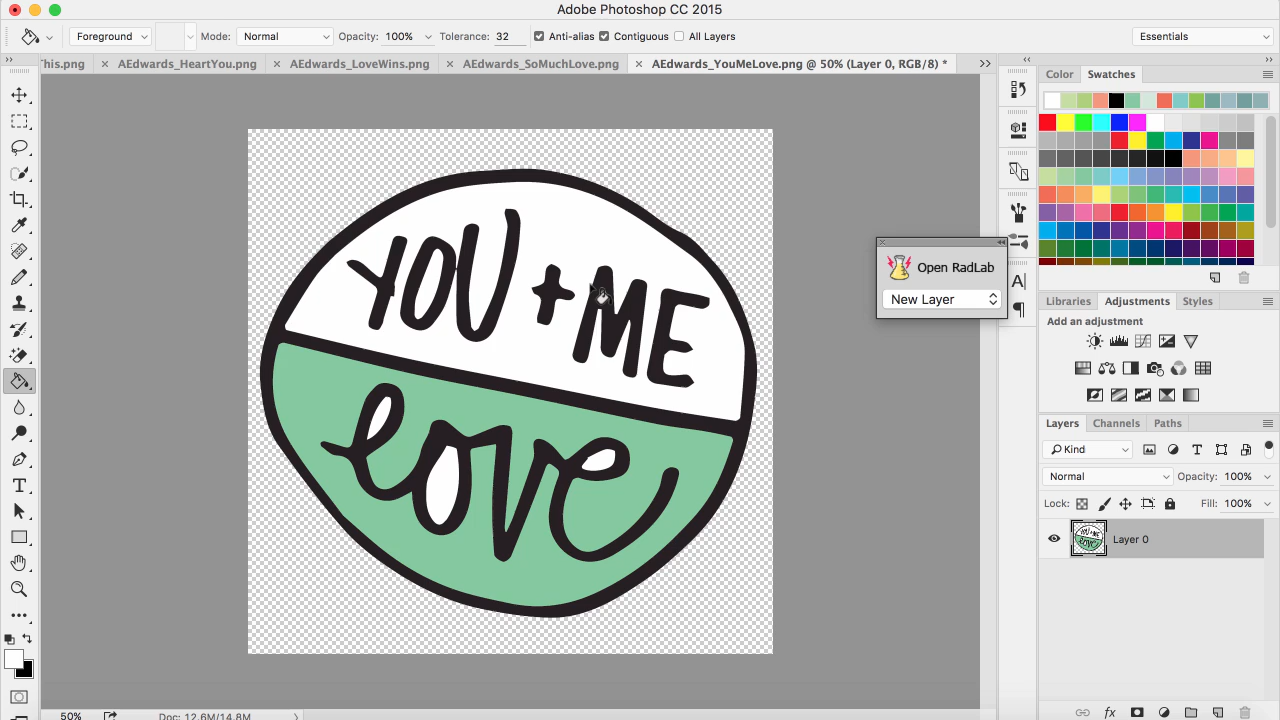 Adobe Photoshop CC 2015
Foreground Mode: Normal Opacity: 100% Tolerance: 32 Anti-alias Contiguous All Layers Essentials
his.png AEdwards_HeartYou.png AEdwards_LoveWins.png AEdwards_SoMuchLove.png AEdwards_YouMeLove.png @ 50% (Layer 0, RGB/8) *
Color Swatches
YOU + ME
love
Open RadLab
New Layer
Libraries Adjustments Styles
Add an adjustment
Layers Channels Paths
Kind
Normal Opacity: 100%
Lock: Fill: 100%
Layer 0
50% Doc: 12.6M/14.8M